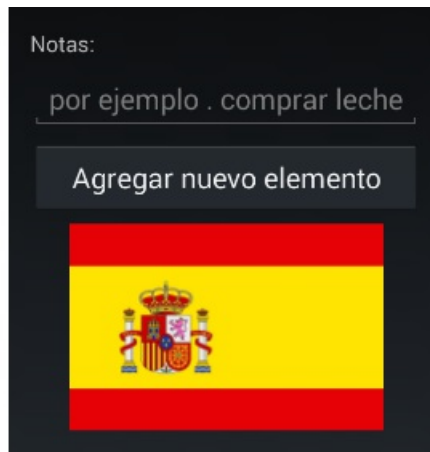 Notas:
por ejemplo . comprar leche
Agregar nuevo elemento